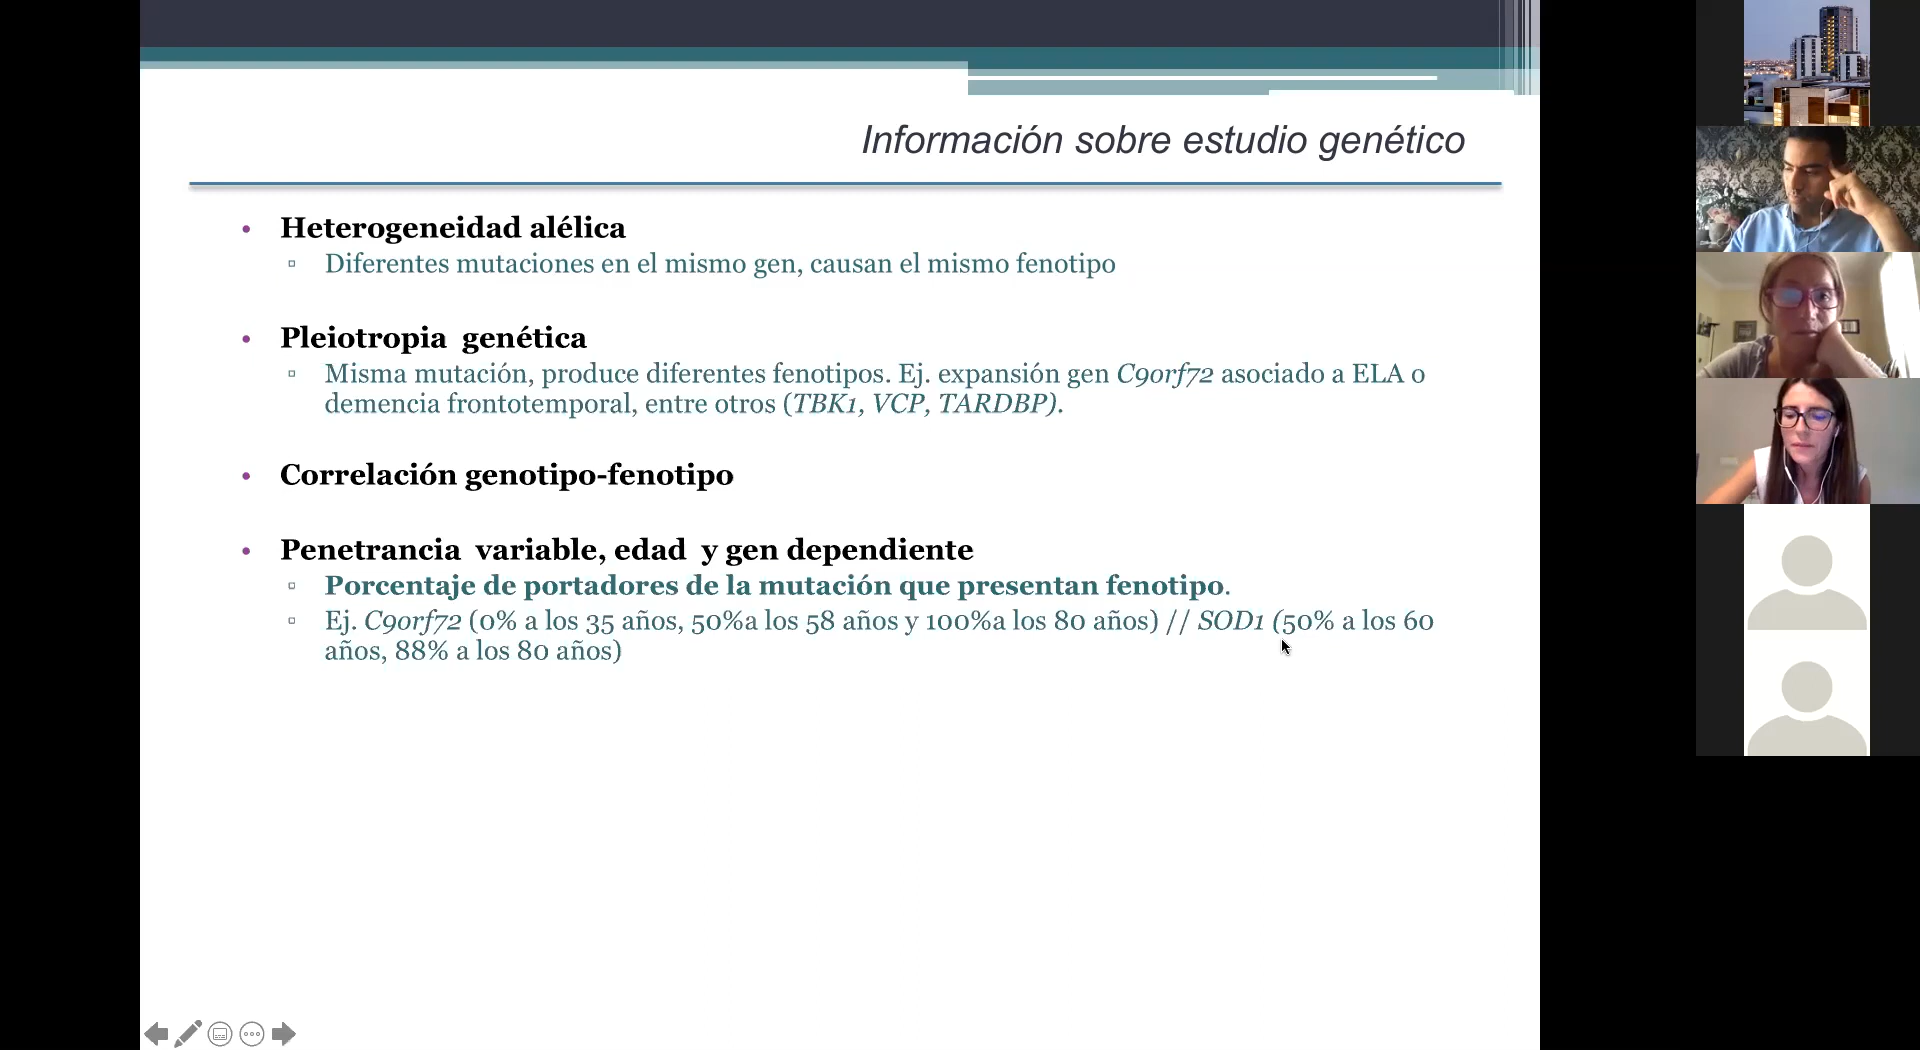 Información sobre estudio genético
• Heterogeneidad alélica
▫ Diferentes mutaciones en el mismo gen, causan el mismo fenotipo
• Pleiotropia genética
▫ Misma mutación, produce diferentes fenotipos. Ej. expansión gen C9orf72 asociado a ELA o
demencia frontotemporal, entre otros (TBK1, VCP, TARDBP).
• Correlación genotipo-fenotipo
• Penetrancia variable, edad y gen dependiente
▫ Porcentaje de portadores de la mutación que presentan fenotipo.
▫ Ej. C9orf72 (0% a los 35 años, 50%a los 58 años y 100%a los 80 años) // SOD1 (50% a los 60
años, 88% a los 80 años)